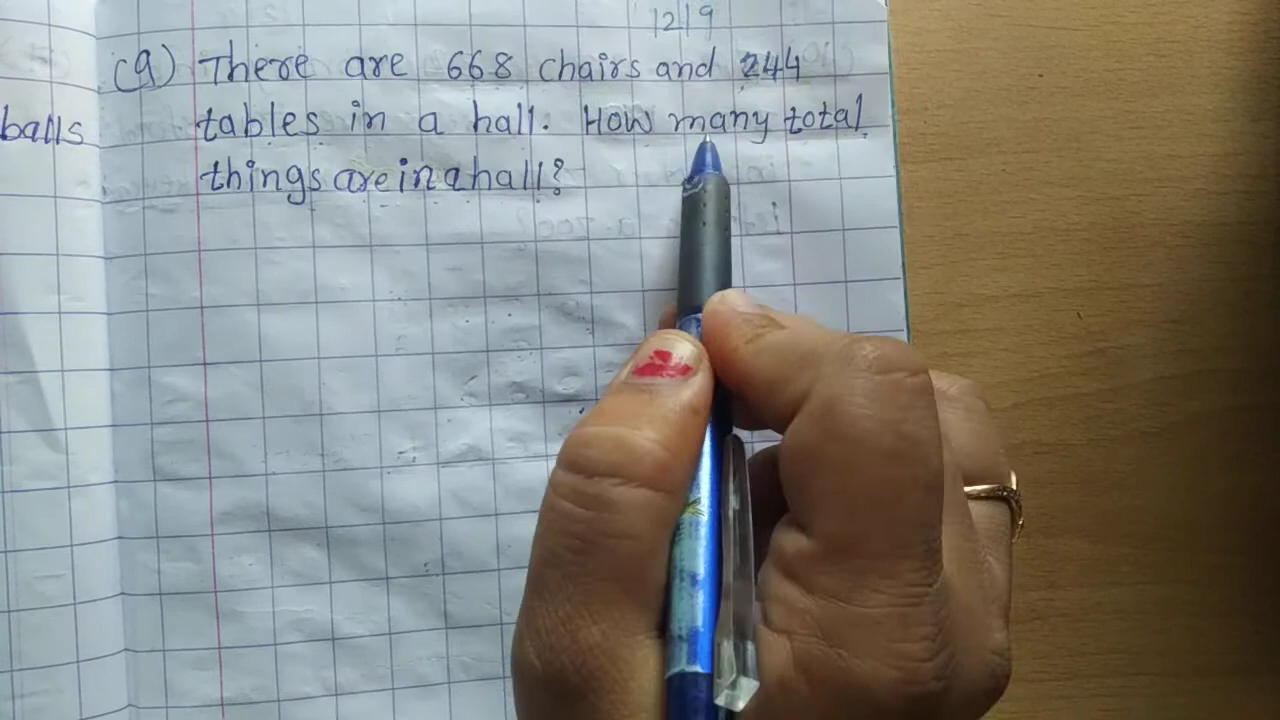 1219
(9) There are 668 chairs and 244
balls
tables in a hall. How many total
things are in a hall?